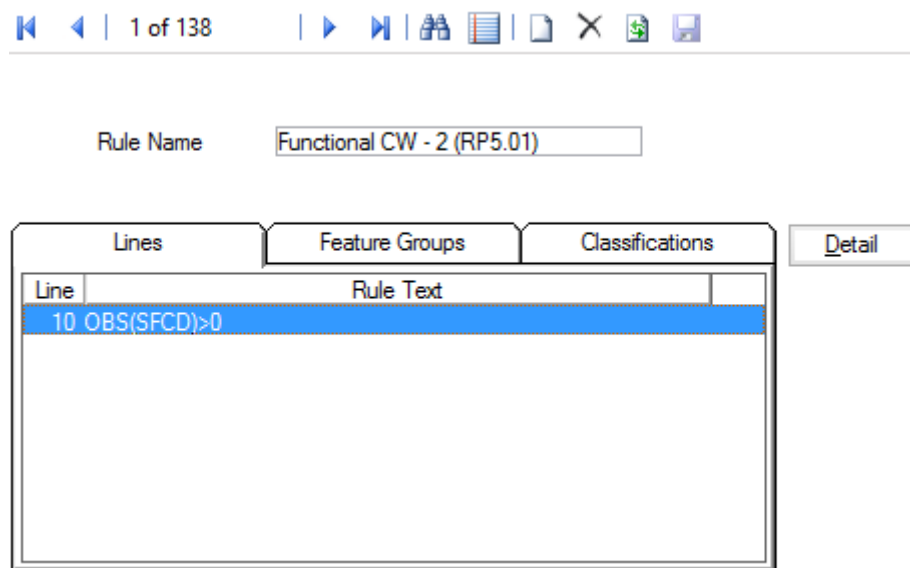 1 of 138
Rule Name Functional CW - 2 (RP5.01)
Lines Feature Groups Classifications Detail
Line Rule Text
10 OBS(SFCD)>0